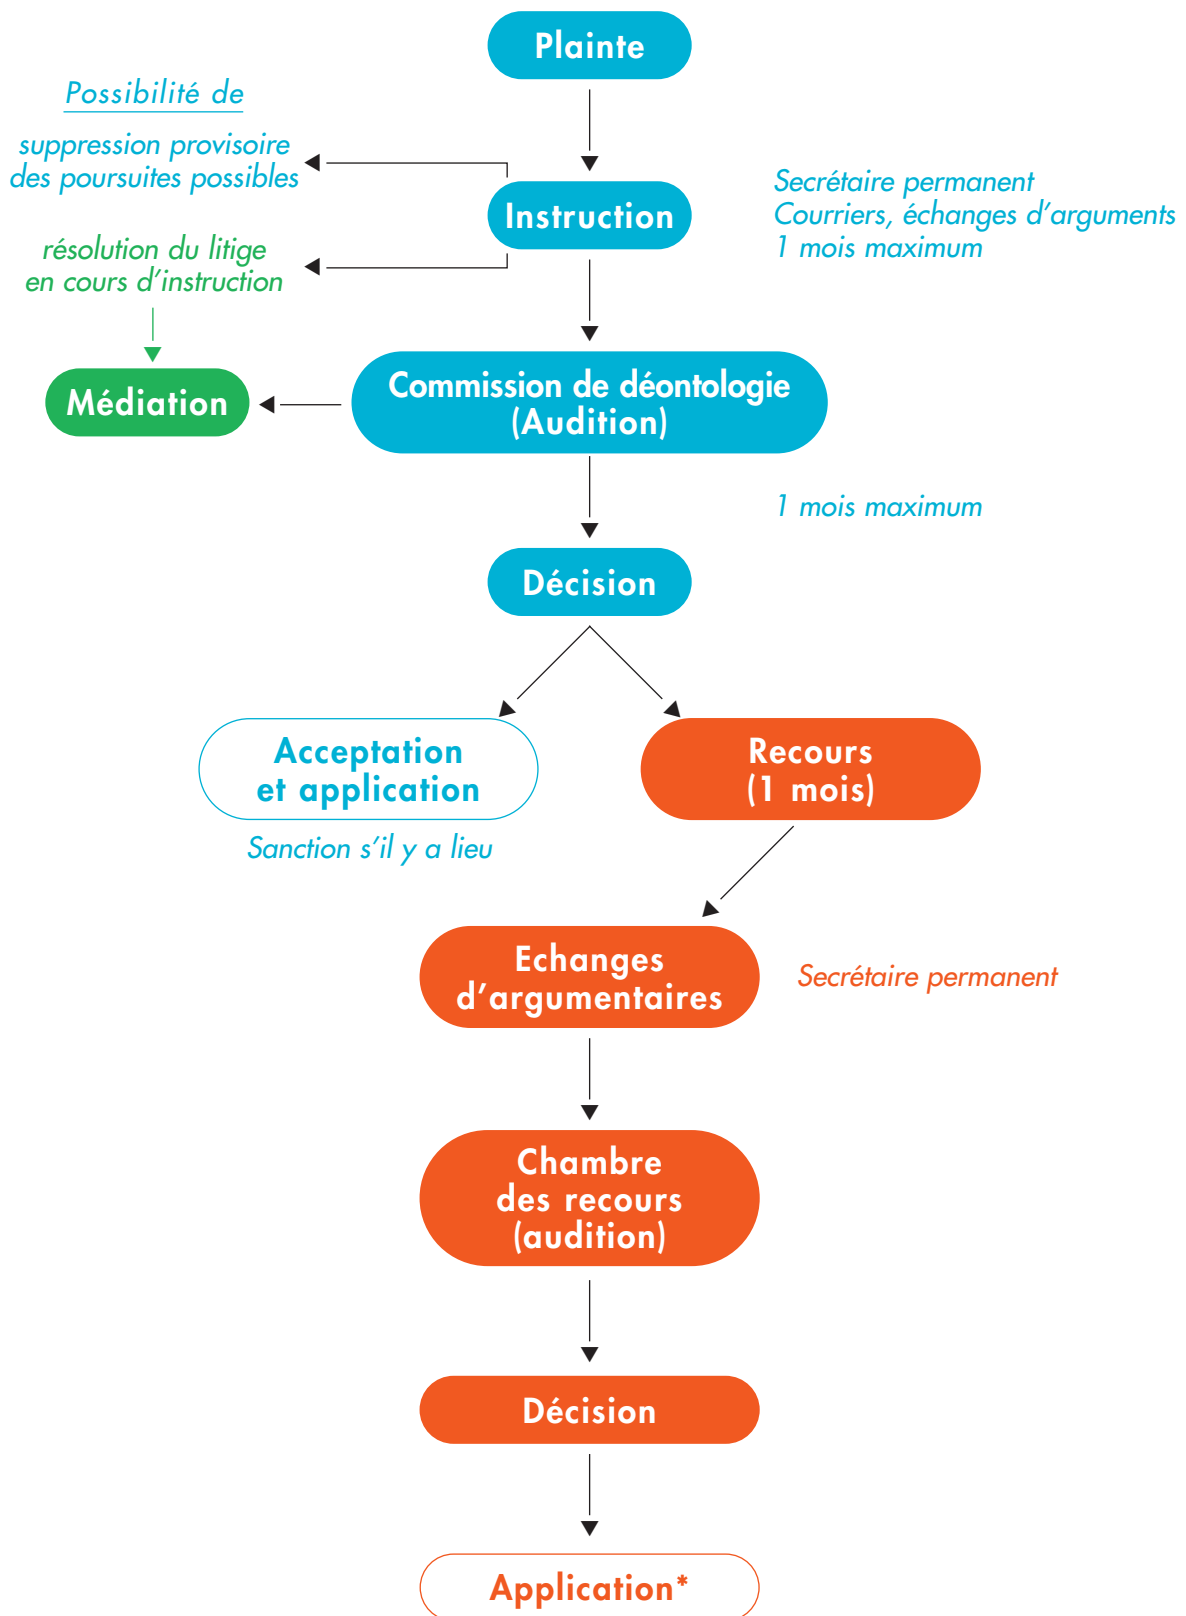 Plainte
Possibilité de
suppression provisoire
des poursuites possibles
Instruction
Secrétaire permanent
Courriers, échanges d’arguments
1 mois maximum
résolution du litige
en cours d’instruction
Médiation
Commission de déontologie
(Audition)
1 mois maximum
Décision
Acceptation
et application
Sanction s’il y a lieu
Recours
(1 mois)
Echanges
d’argumentaires
Secrétaire permanent
Chambre
des recours
(audition)
Décision
Application*